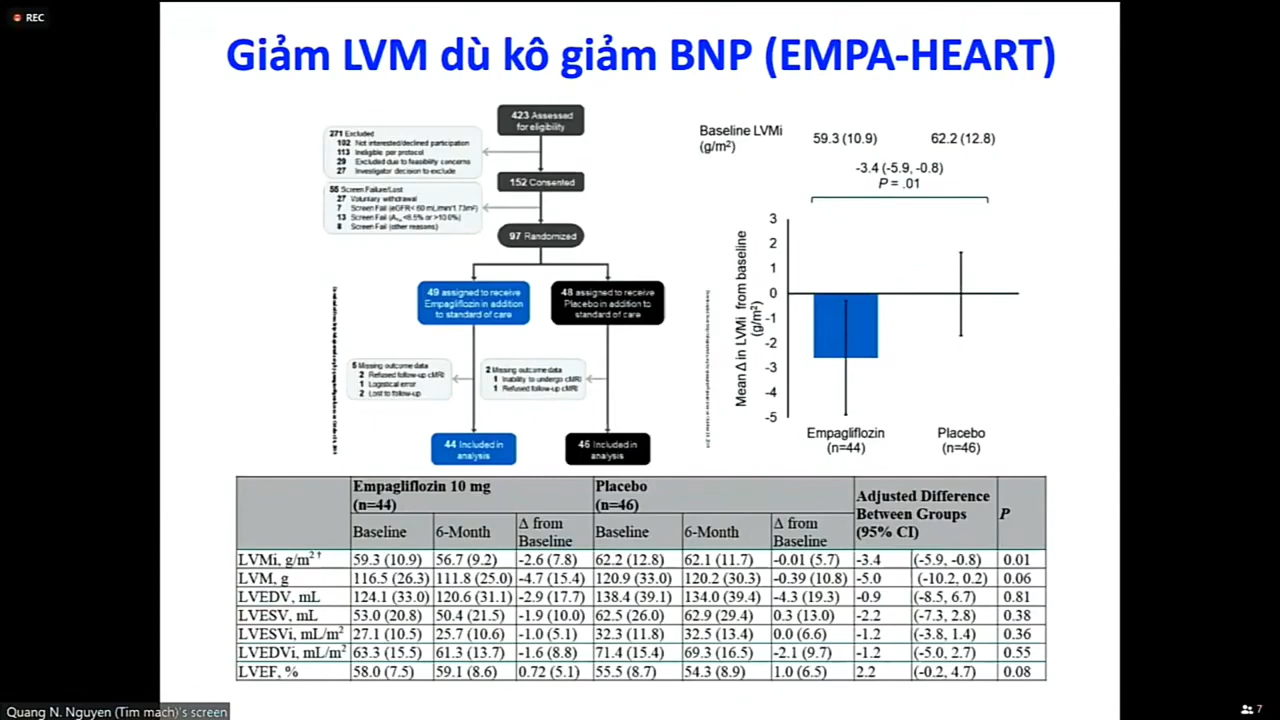 REC
Giảm LVM dù kô giảm BNP (EMPA-HEART)
423 Assessed
for eligibility
271 Excluded
102 Not interested/declined participation
113 Ineligible per protocol
29 Excluded due to feasibility concerns
27 Investigator decision to exclude
152 Consented
55 Screen Failure/Lost
27 Voluntary withdrawal
7 Screen Fail (eGFR< 60 mL/min/1.73m²)
13 Screen Fail (A1c <6.5% or >10.0%)
8 Screen Fail (other reasons)
97 Randomized
49 assigned to receive
Empagliflozin in addition
to standard of care
48 assigned to receive
Placebo in addition to
standard of care
5 Missing outcome data
2 Refused follow-up cMRI
1 Logistical error
2 Lost to follow-up
2 Missing outcome data
1 Inability to undergo cMRI
1 Refused follow-up cMRI
44 Included in
analysis
46 Included in
analysis
Baseline LVMi
(g/m²)
59.3 (10.9) 62.2 (12.8)
-3.4 (-5.9, -0.8)
P = .01
Mean Δ in LVMi from baseline
(g/m²)
3
2
1
0
-1
-2
-3
-4
-5
Empagliflozin
(n=44)
Placebo
(n=46)
Empagliflozin 10 mg
(n=44)
Placebo
(n=46)
Adjusted Difference
Between Groups
(95% CI)
P
Baseline 6-Month Δ from Baseline Baseline 6-Month Δ from Baseline
LVMi, g/m² † 59.3 (10.9) 56.7 (9.2) -2.6 (7.8) 62.2 (12.8) 62.1 (11.7) -0.01 (5.7) -3.4 (-5.9, -0.8) 0.01
LVM, g 116.5 (26.3) 111.8 (25.0) -4.7 (15.4) 120.9 (33.0) 120.2 (30.3) -0.39 (10.8) -5.0 (-10.2, 0.2) 0.06
LVEDV, mL 124.1 (33.0) 120.6 (31.1) -2.9 (17.7) 138.4 (39.1) 134.0 (39.4) -4.3 (19.3) -0.9 (-8.5, 6.7) 0.81
LVESV, mL 53.0 (20.8) 50.4 (21.5) -1.9 (10.0) 62.5 (26.0) 62.9 (29.4) 0.3 (13.0) -2.2 (-7.3, 2.8) 0.38
LVESVi, mL/m² 27.1 (10.5) 25.7 (10.6) -1.0 (5.1) 32.3 (11.8) 32.5 (13.4) 0.0 (6.6) -1.2 (-3.8, 1.4) 0.36
LVEDVi, mL/m² 63.3 (15.5) 61.3 (13.7) -1.6 (8.8) 71.4 (15.4) 69.3 (16.5) -2.1 (9.7) -1.2 (-5.0, 2.7) 0.55
LVEF, % 58.0 (7.5) 59.1 (8.6) 0.72 (5.1) 55.5 (8.7) 54.3 (8.9) 1.0 (6.5) 2.2 (-0.2, 4.7) 0.08
Quang N. Nguyen (Tim mach)'s screen
7